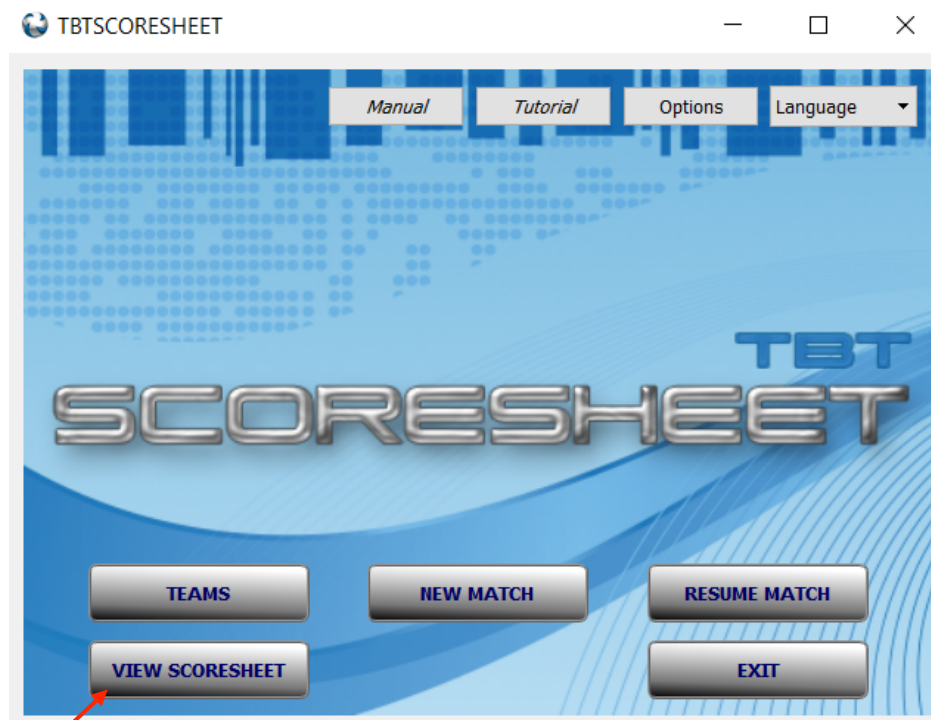 TBTSCORESHEET
Manual Tutorial Options Language
TBT
SCORESHEET
TEAMS NEW MATCH RESUME MATCH
VIEW SCORESHEET EXIT